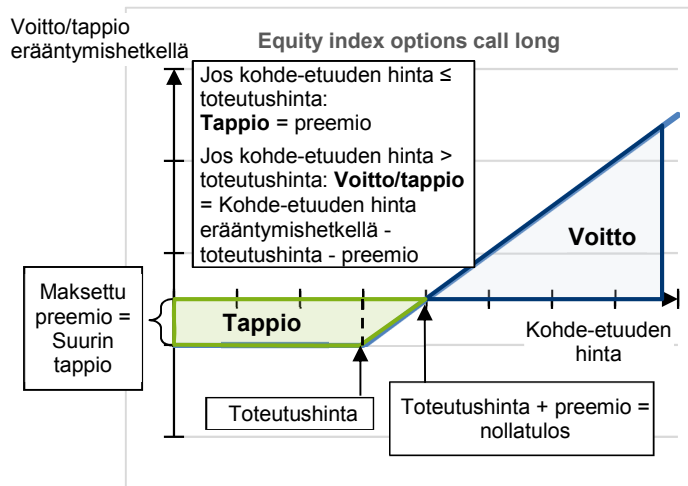 Voitto/tappio
erääntymishetkellä
Equity index options call long
Jos kohde-etuuden hinta ≤
toteutushinta:
Tappio = preemio
Jos kohde-etuuden hinta >
toteutushinta: Voitto/tappio
= Kohde-etuuden hinta
erääntymishetkellä -
toteutushinta - preemio
Voitto
Maksettu
preemio =
Suurin
tappio
Tappio
Kohde-etuuden
hinta
Toteutushinta
Toteutushinta + preemio =
nollatulos